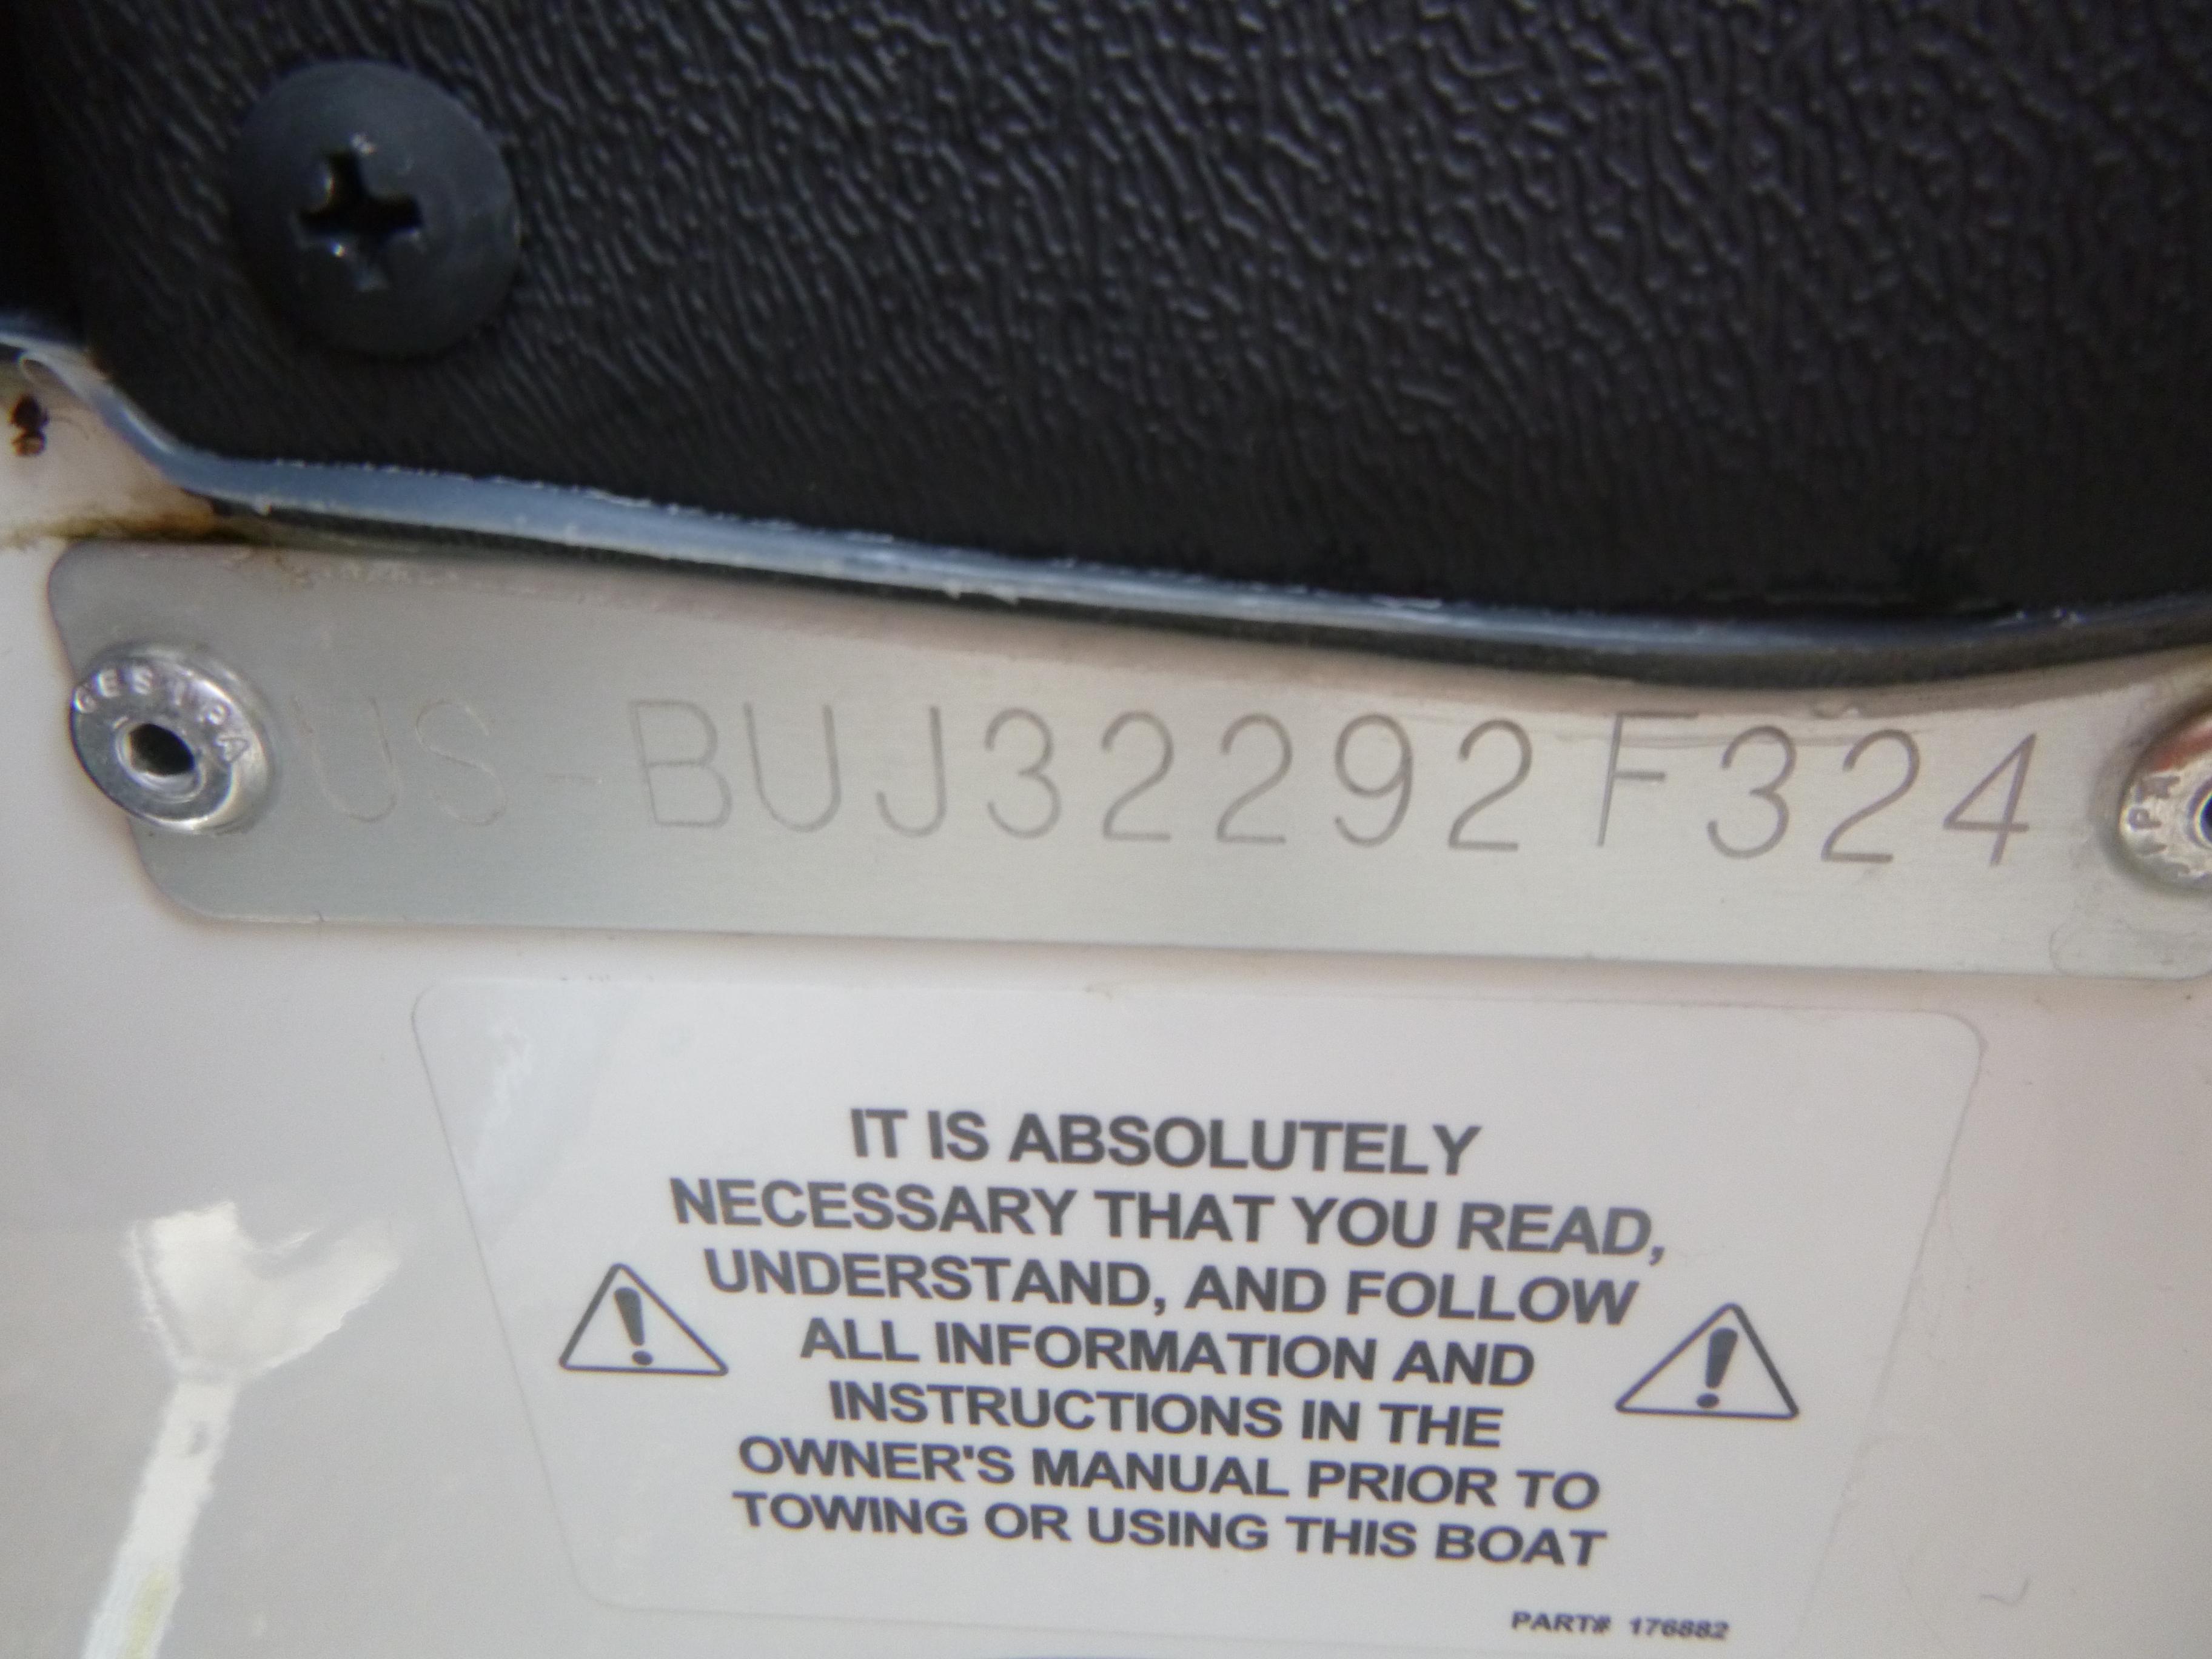 US-BUJ32292F324
IT IS ABSOLUTELY
NECESSARY THAT YOU READ,
UNDERSTAND, AND FOLLOW
ALL INFORMATION AND
INSTRUCTIONS IN THE
OWNER'S MANUAL PRIOR TO
TOWING OR USING THIS BOAT
PART# 176882